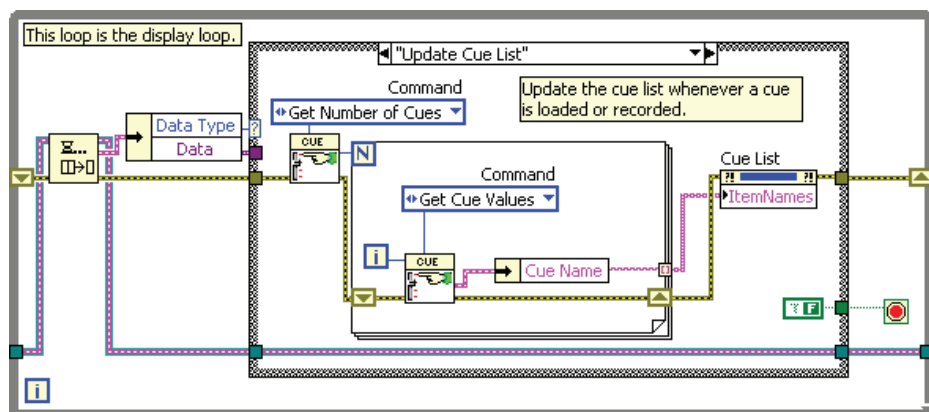 This loop is the display loop.
"Update Cue List"
Command
Get Number of Cues
Update the cue list whenever a cue
is loaded or recorded.
Data Type
?
Data
CUE
N
Cue List
?! ?!
ItemNames
Command
Get Cue Values
i
CUE
Cue Name
F
i